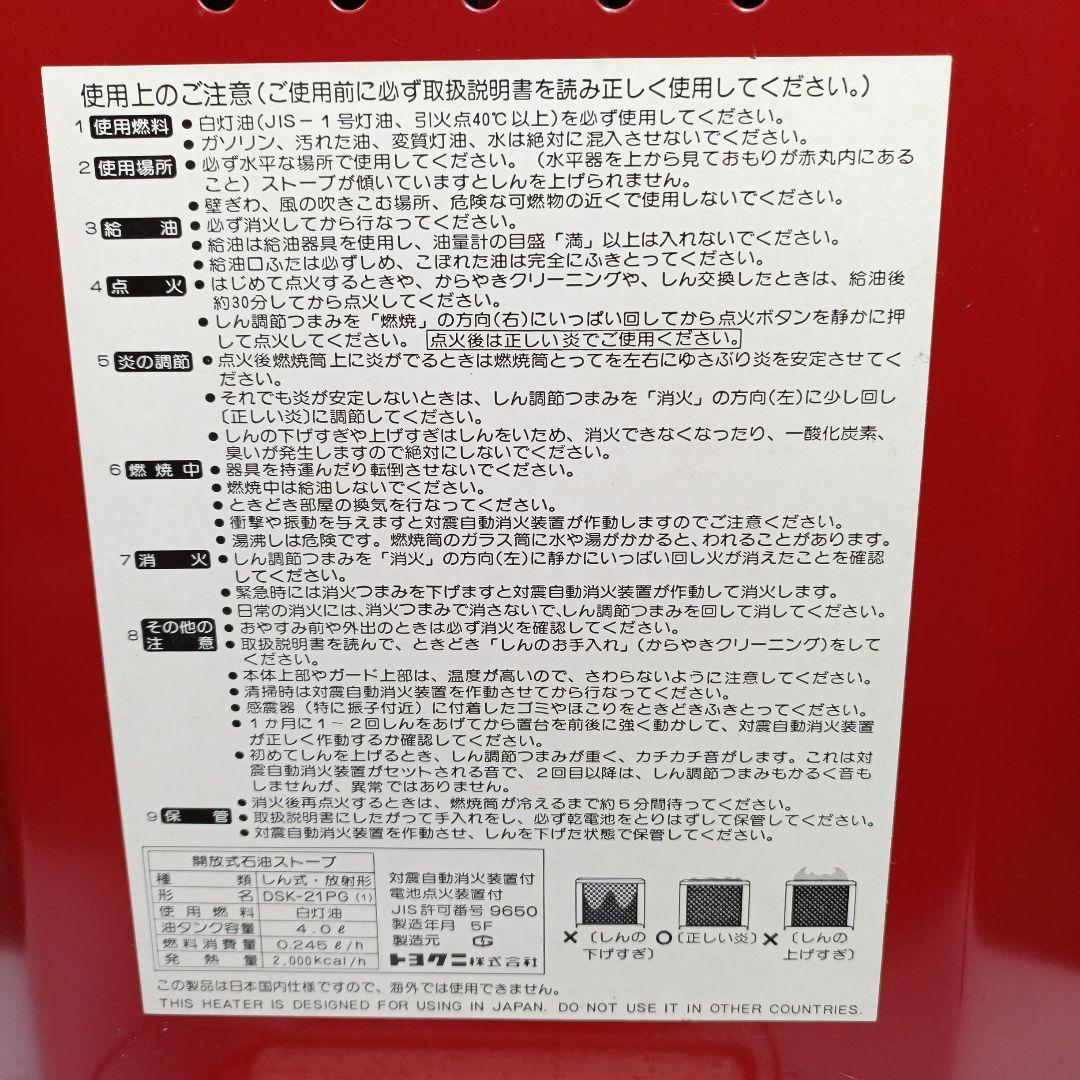 使用上のご注意(ご使用前に必ず取扱説明書を読み正しく使用してください。)
1 使用燃料 ●白灯油(JIS-1号灯油、引火点40℃以上)を必ず使用してください。
●ガソリン、汚れた油、変質灯油、水は絶対に混入させないでください。
2 使用場所 ●必ず水平な場所で使用してください。(水平器を上から見ておもりが赤丸内にある
こと)ストーブが傾いていますとしんを上げられません。
●壁ぎわ、風の吹きこむ場所、危険な可燃物の近くで使用しないでください。
3 給油 ●必ず消火してから行なってください。
●給油は給油器具を使用し、油量計の目盛「満」以上は入れないでください。
●給油口ふたは必ずしめ、こぼれた油は完全にふきとってください。
4 点火 ●はじめて点火するときや、からやきクリーニングや、しん交換したときは、給油後
約30分してから点火してください。
●しん調節つまみを「燃焼」の方向(右)にいっぱい回してから点火ボタンを静かに押
して点火してください。 点火後は正しい炎でご使用ください。
5 炎の調節 ●点火後燃焼筒上に炎がでるときは燃焼筒とってを左右にゆさぶり炎を安定させてく
ださい。
●それでも炎が安定しないときは、しん調節つまみを「消火」の方向(左)に少し回し
〔正しい炎〕に調節してください。
●しんの下げすぎや上げすぎはしんをいため、消火できなくなったり、一酸化炭素、
臭いが発生しますので絶対にしないでください。
6 燃焼中 ●器具を持運んだり転倒させないでください。
●燃焼中は給油しないでください。
●ときどき部屋の換気を行なってください。
●衝撃や振動を与えますと対震自動消火装置が作動しますのでご注意ください。
●湯沸しは危険です。燃焼筒のガラス筒に水や湯がかかると、われることがあります。
7 消火 ●しん調節つまみを「消火」の方向(左)に静かにいっぱい回し火が消えたことを確認
してください。
●緊急時には消火つまみを下げますと対震自動消火装置が作動して消火します。
●日常の消火には、消火つまみで消さないで、しん調節つまみを回して消してください。
8 その他の注意 ●おやすみ前や外出のときは必ず消火を確認してください。
●取扱説明書を読んで、ときどき「しんのお手入れ」(からやきクリーニング)をして
ください。
●本体上部やガード上部は、温度が高いので、さわらないように注意してください。
●清掃時は対震自動消火装置を作動させてから行なってください。
●感震器(特に振子付近)に付着したゴミやほこりをときどきふきとってください。
●1か月に1~2回しんをあげてから置台を前後に強く動かして、対震自動消火装置
が正しく作動するか確認してください。
●初めてしんを上げるとき、しん調節つまみが重く、カチカチ音がします。これは対
震自動消火装置がセットされる音で、2回目以降は、しん調節つまみもかるく音も
しませんが、異常ではありません。
●消火後再点火するときは、燃焼筒が冷えるまで約5分間待ってください。
9 保管 ●取扱説明書にしたがって手入れをし、必ず乾電池をとりはずして保管してください。
●対震自動消火装置を作動させ、しんを下げた状態で保管してください。
開放式石油ストーブ
種類 しん式・放射形
形名 DSK-21PG (1)
使用燃料 白灯油
油タンク容量 4.0ℓ
燃料消費量 0.245ℓ/h
発熱量 2,000kcal/h
対震自動消火装置付
電池点火装置付
JIS許可番号 9650
製造年月 5F
製造元
トヨクニ株式会社
×〔しんの下げすぎ〕
○〔正しい炎〕
×〔しんの上げすぎ〕
この製品は日本国内仕様ですので、海外では使用できません。
THIS HEATER IS DESIGNED FOR USING IN JAPAN. DO NOT USE IT IN OTHER COUNTRIES.